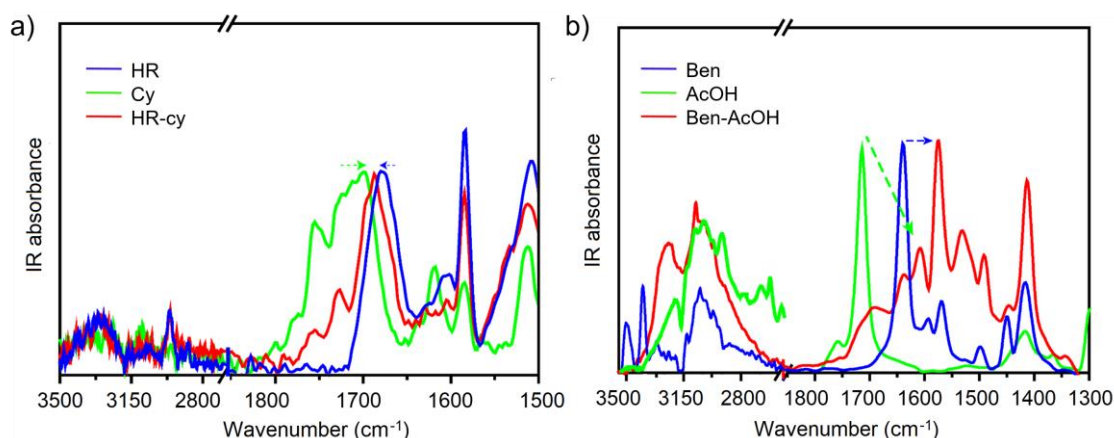 a)
HR
Cy
HR-cy
IR absorbance
3500 3150 2800 1800 1700 1600 1500
Wavenumber (cm⁻¹)
b)
Ben
AcOH
Ben-AcOH
IR absorbance
3500 3150 2800 1800 1700 1600 1500 1400 1300
Wavenumber (cm⁻¹)